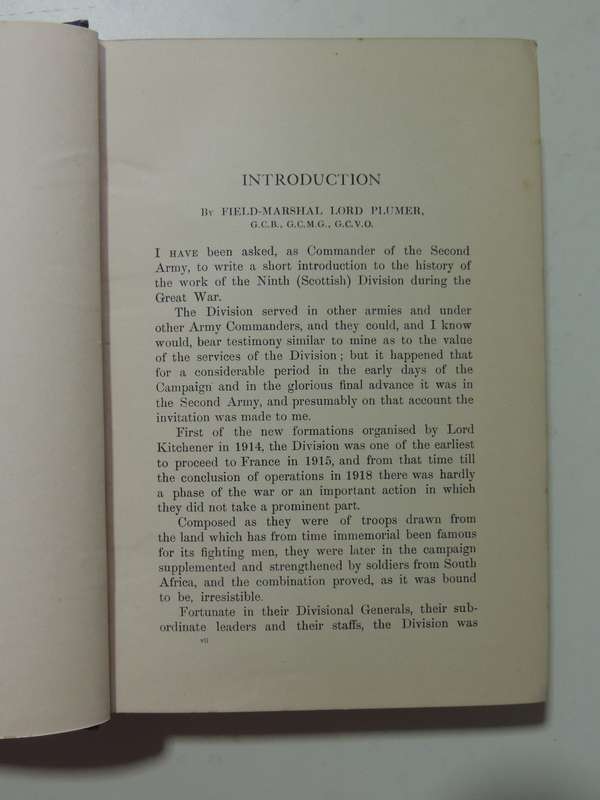 INTRODUCTION
By FIELD-MARSHAL LORD PLUMER,
G.C.B., G.C.M.G., G.C.V.O.
I HAVE been asked, as Commander of the Second
Army, to write a short introduction to the history of
the work of the Ninth (Scottish) Division during the
Great War.
The Division served in other armies and under
other Army Commanders, and they could, and I know
would, bear testimony similar to mine as to the value
of the services of the Division; but it happened that
for a considerable period in the early days of the
Campaign and in the glorious final advance it was in
the Second Army, and presumably on that account the
invitation was made to me.
First of the new formations organised by Lord
Kitchener in 1914, the Division was one of the earliest
to proceed to France in 1915, and from that time till
the conclusion of operations in 1918 there was hardly
a phase of the war or an important action in which
they did not take a prominent part.
Composed as they were of troops drawn from
the land which has from time immemorial been famous
for its fighting men, they were later in the campaign
supplemented and strengthened by soldiers from South
Africa, and the combination proved, as it was bound
to be, irresistible.
Fortunate in their Divisional Generals, their sub-
ordinate leaders and their staffs, the Division was
vii